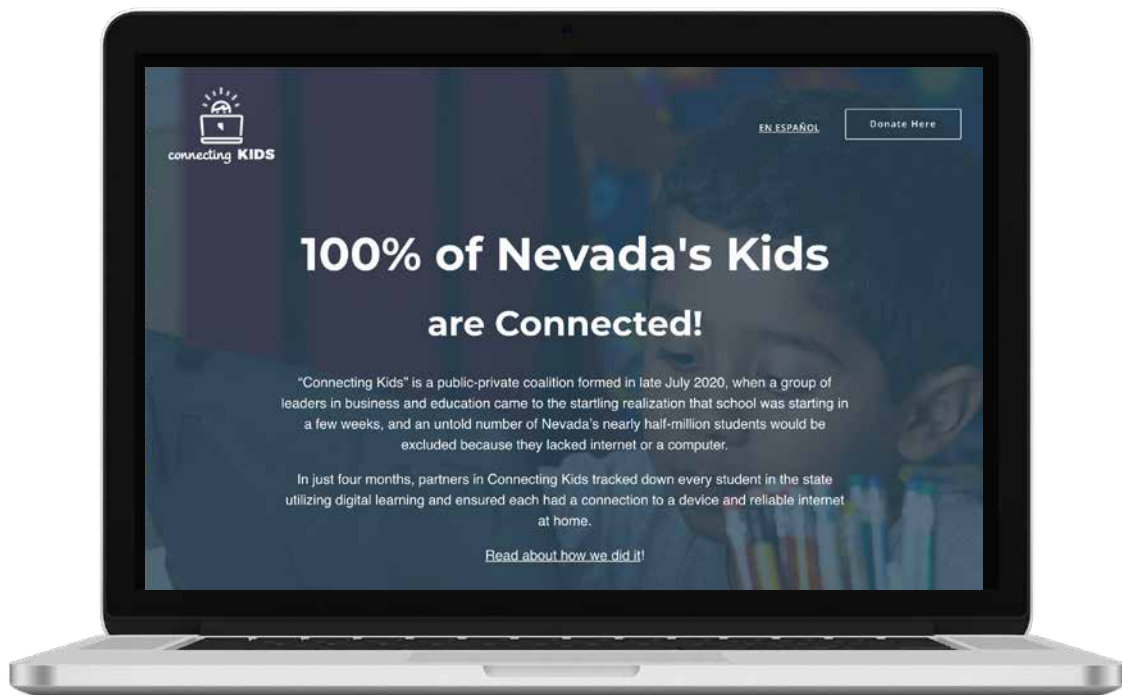 connecting KIDS
EN ESPAÑOL
Donate Here
100% of Nevada's Kids
are Connected!
“Connecting Kids” is a public-private coalition formed in late July 2020, when a group of
leaders in business and education came to the startling realization that school was starting in
a few weeks, and an untold number of Nevada’s nearly half-million students would be
excluded because they lacked internet or a computer.
In just four months, partners in Connecting Kids tracked down every student in the state
utilizing digital learning and ensured each had a connection to a device and reliable internet
at home.
Read about how we did it!